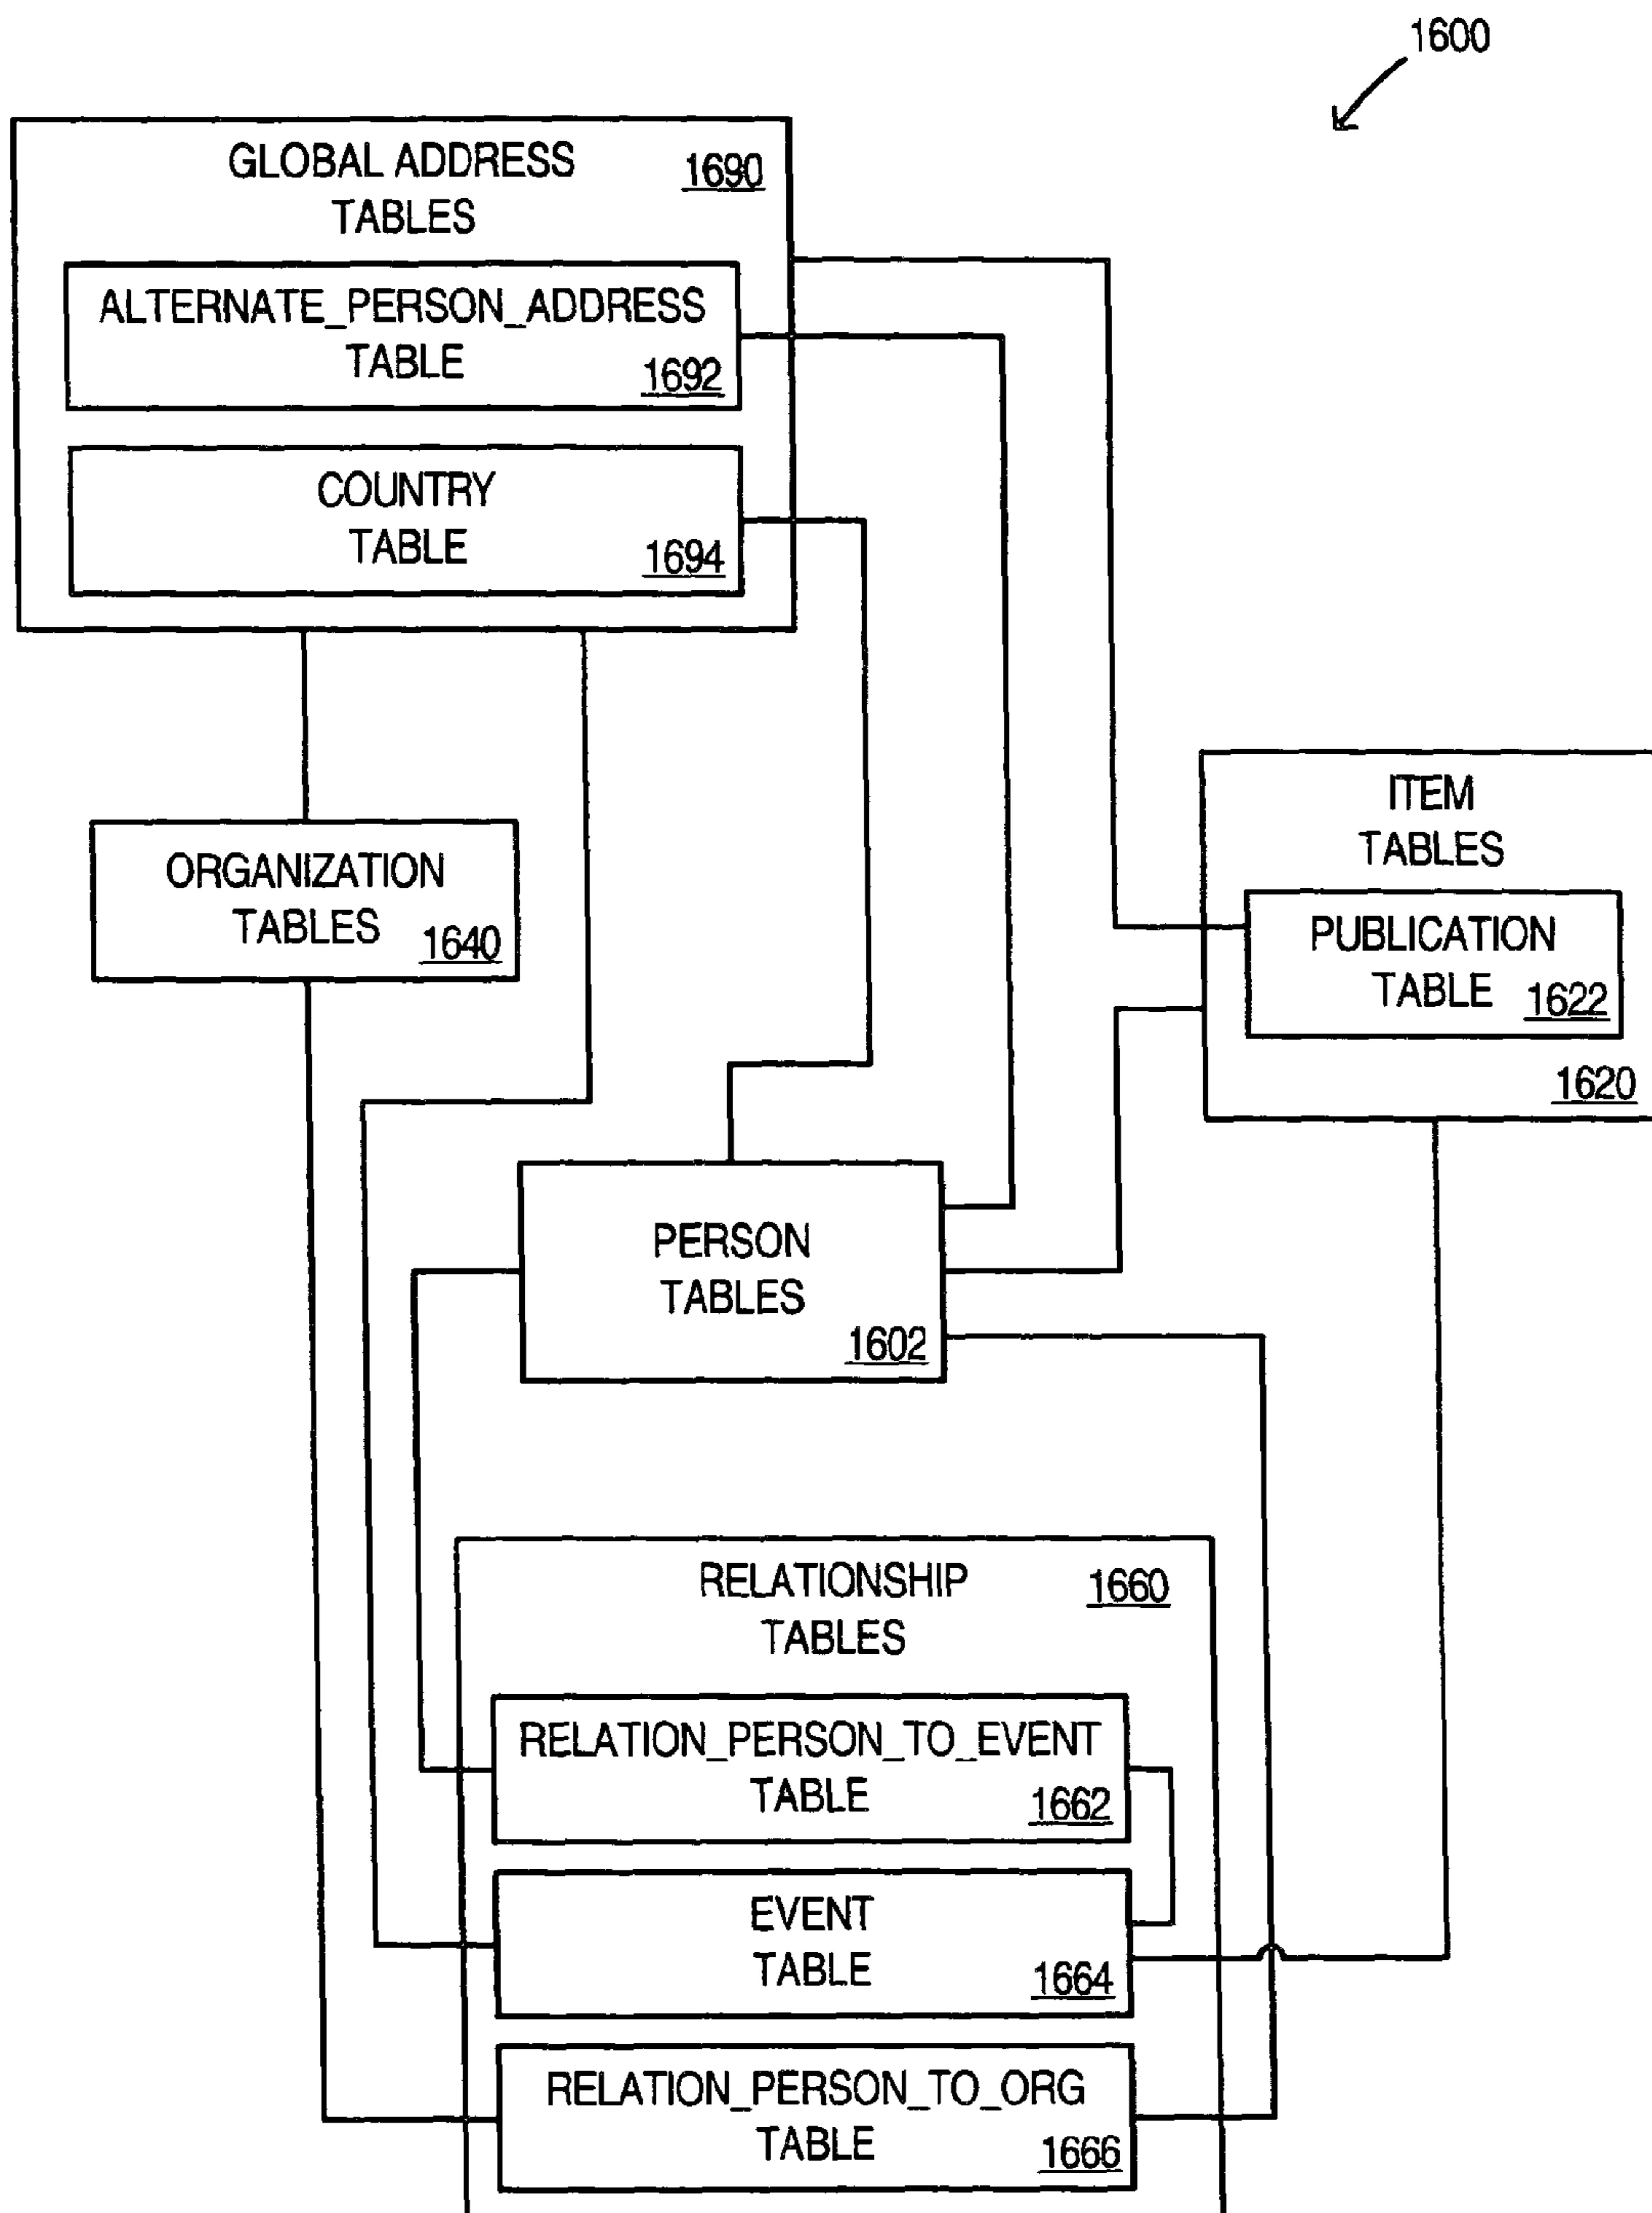 1600
GLOBAL ADDRESS
TABLES
1690
ALTERNATE_PERSON_ADDRESS
TABLE
1692
COUNTRY
TABLE
1694
ORGANIZATION
TABLES
1640
ITEM
TABLES
PUBLICATION
TABLE
1622
1620
PERSON
TABLES
1602
RELATIONSHIP
TABLES
1660
RELATION_PERSON_TO_EVENT
TABLE
1662
EVENT
TABLE
1664
RELATION_PERSON_TO_ORG
TABLE
1666